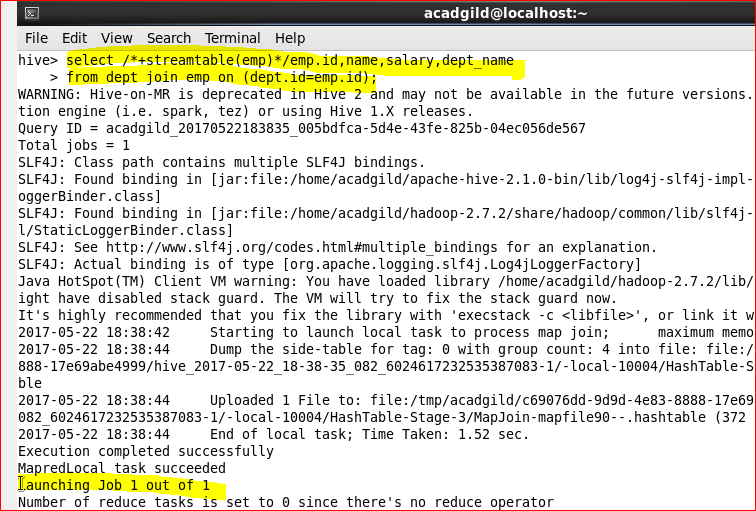 acadgild@localhost:~
File Edit View Search Terminal Help
hive> select /*+streamtable(emp)*/emp.id,name,salary,dept_name
    > from dept join emp on (dept.id=emp.id);
WARNING: Hive-on-MR is deprecated in Hive 2 and may not be available in the future versions.
tion engine (i.e. spark, tez) or using Hive 1.X releases.
Query ID = acadgild_20170522183835_005bdfca-5d4e-43fe-825b-04ec056de567
Total jobs = 1
SLF4J: Class path contains multiple SLF4J bindings.
SLF4J: Found binding in [jar:file:/home/acadgild/apache-hive-2.1.0-bin/lib/log4j-slf4j-impl-
oggerBinder.class]
SLF4J: Found binding in [jar:file:/home/acadgild/hadoop-2.7.2/share/hadoop/common/lib/slf4j-
l/StaticLoggerBinder.class]
SLF4J: See http://www.slf4j.org/codes.html#multiple_bindings for an explanation.
SLF4J: Actual binding is of type [org.apache.logging.slf4j.Log4jLoggerFactory]
Java HotSpot(TM) Client VM warning: You have loaded library /home/acadgild/hadoop-2.7.2/lib/
ight have disabled stack guard. The VM will try to fix the stack guard now.
It's highly recommended that you fix the library with 'execstack -c <libfile>', or link it w
2017-05-22 18:38:42     Starting to launch local task to process map join;      maximum memo
2017-05-22 18:38:44     Dump the side-table for tag: 0 with group count: 4 into file: file:/
888-17e69abe4999/hive_2017-05-22_18-38-35_082_6024617232535387083-1/-local-10004/HashTable-S
ble
2017-05-22 18:38:44     Uploaded 1 File to: file:/tmp/acadgild/c69076dd-9d9d-4e83-8888-17e69
082_6024617232535387083-1/-local-10004/HashTable-Stage-3/MapJoin-mapfile90--.hashtable (372
2017-05-22 18:38:44     End of local task; Time Taken: 1.52 sec.
Execution completed successfully
MapredLocal task succeeded
Launching Job 1 out of 1
Number of reduce tasks is set to 0 since there's no reduce operator